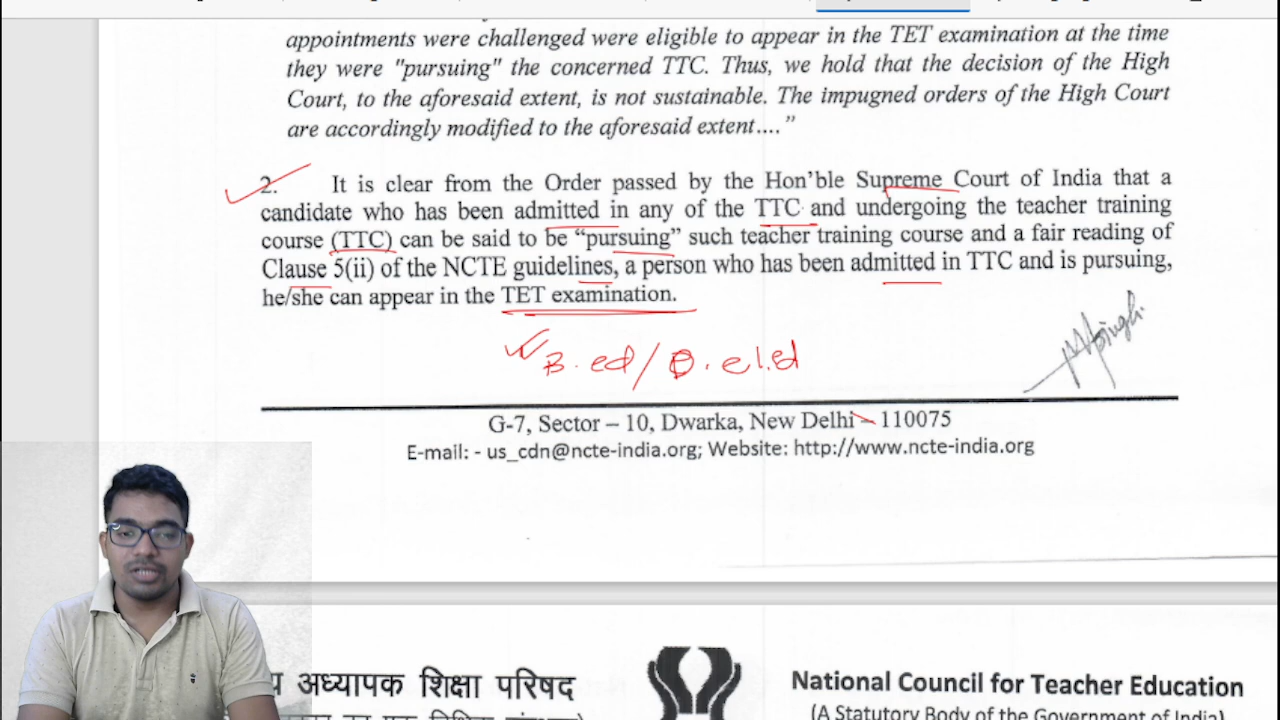 appointments were challenged were eligible to appear in the TET examination at the time
they were "pursuing" the concerned TTC. Thus, we hold that the decision of the High
Court, to the aforesaid extent, is not sustainable. The impugned orders of the High Court
are accordingly modified to the aforesaid extent...."
2. It is clear from the Order passed by the Hon'ble Supreme Court of India that a
candidate who has been admitted in any of the TTC and undergoing the teacher training
course (TTC) can be said to be "pursuing" such teacher training course and a fair reading of
Clause 5(ii) of the NCTE guidelines, a person who has been admitted in TTC and is pursuing,
he/she can appear in the TET examination.
B.ed / D.el.ed
G-7, Sector – 10, Dwarka, New Delhi – 110075
E-mail: - us_cdn@ncte-india.org; Website: http://www.ncte-india.org
अध्यापक शिक्षा परिषद
National Council for Teacher Education
(A Statutory Body of the Government of India)